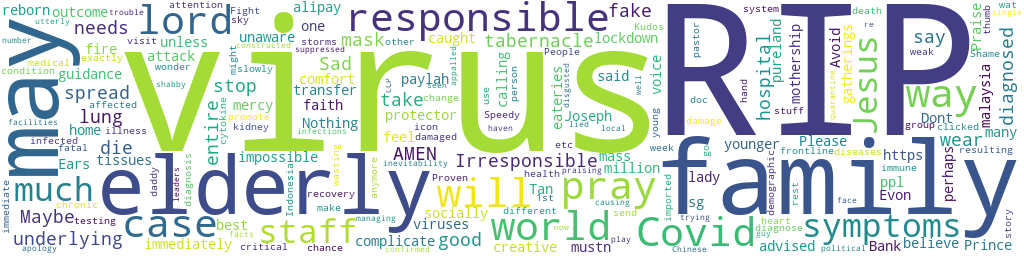 virus
RIP
family
elderly
may
responsible
lord
will
pray
world
Covid
symptoms
staff
case
much
way
Jesus
reborn
outcome
needs
Fight
sky
attention
utterly
trouble
alipay
one
fake
Kudos
number
visit
unless
unaware
storms
mask
caught
other
tabernacle
lockdown
system
death
re
wat
single
thumb
constructed
suppressed
People
exactly
fire
attack
medical
condition
guidance
wonder
might
Sad
comfort
transfer
paylah
calling
eateries
said
voice
hospital
pureland
pastor
mothership
Avoid
gatherings
say
Praise
weak
Shame
diagnosed
malaysia
spread
shabby
slowly
stop
take
faith
change
use
person
disgusted
appalled
seen
well
lied
local
Joseph
young
hand
stuff
doc
damage
quarantine
affected
lung
entire
mercy
promote
protector
Nothing
icon
damaged
Speedy
haven
etc
CCP
facilities
home
illness
cytokine
kidney
feel
infections
infected
die
tissues
diagnosis
impossible
AMEN
Irresponsible
health
mass
million
week
go
younger
lady
sg
Please
frontline
diseases
group
clicked
Dont
many
wear
https
immune
ppl
perhaps
resulting
Evon
demographic
rest
face
fatal
Ears
Maybe
chronic
immediate
daddy
leaders
testing
Indonesian
wasting
inevitability
recovery
anymore
Proven
praising
Tan
1st
causing
send
different
imported
trying
heart
guy
advised
Bank
believe
Prince
story
underlying
immediately
apology
confirmed
best
facts
critical
make
chance
socially
managing
viruses
complicate
good
creative
mustn
now
play
Chinese
political